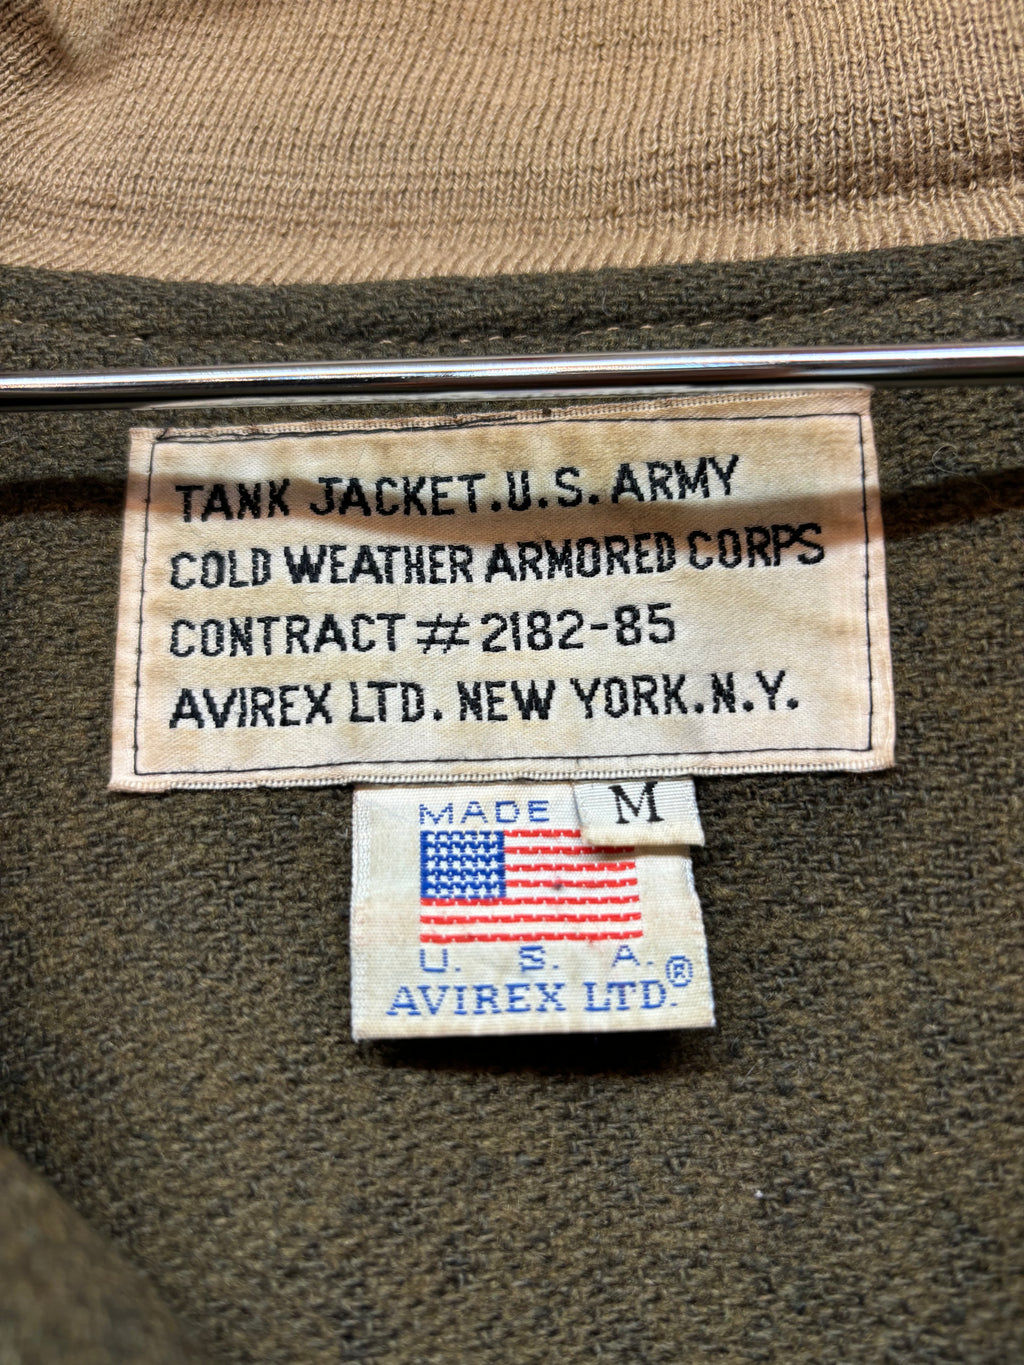 TANK JACKET.U.S.ARMY
COLD WEATHER ARMORED CORPS
CONTRACT #2182-85
AVIREX LTD. NEW YORK.N.Y.
MADE
M
U. S. A.
AVIREX LTD.®